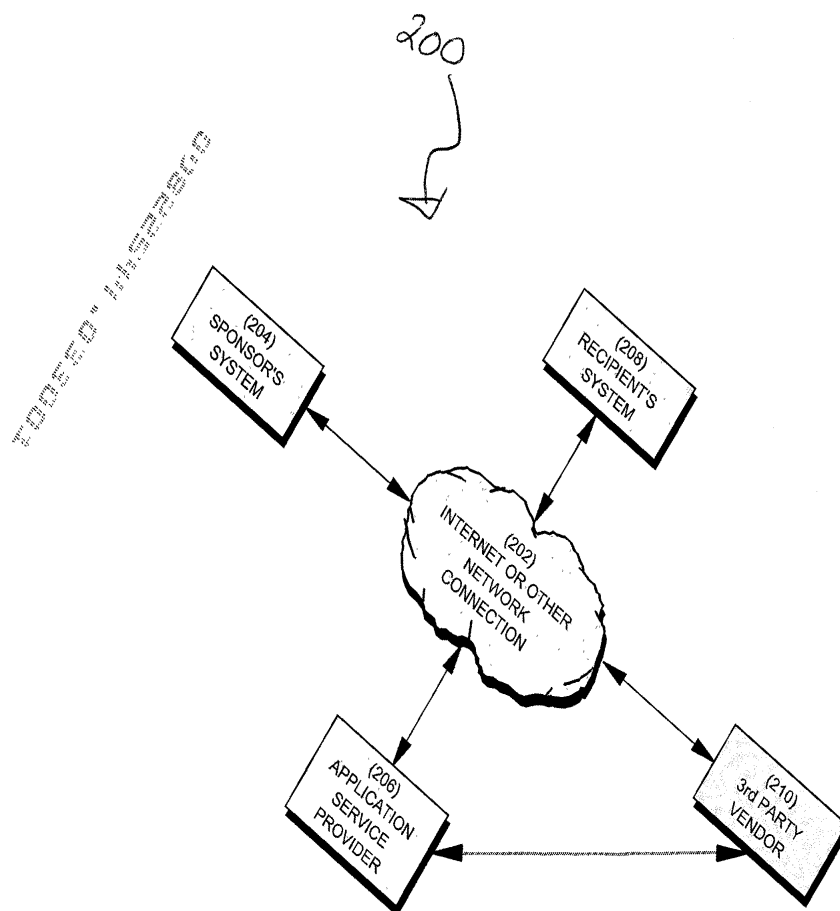 200
(204)
SPONSOR'S
SYSTEM
(208)
RECIPIENT'S
SYSTEM
(202)
INTERNET OR OTHER
NETWORK
CONNECTION
(206)
APPLICATION
SERVICE
PROVIDER
(210)
3rd PARTY
VENDOR